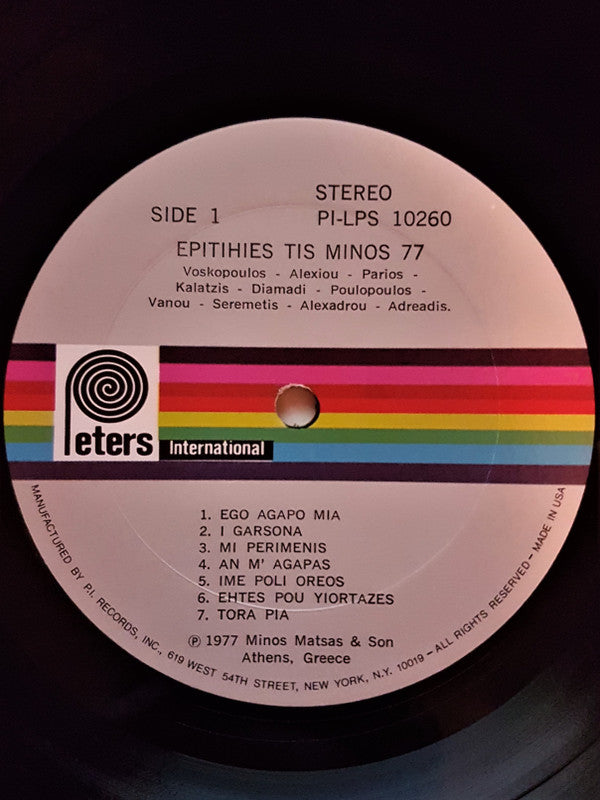 STEREO
SIDE 1
PI-LPS 10260
EPITIHIES TIS MINOS 77
Voskopoulos - Alexiou - Parios -
Kalatzis - Diamadi - Poulopoulos -
Vanou - Seremetis - Alexadrou - Adreadis.
Peters
International
1. EGO AGAPO MIA
2. I GARSONA
3. MI PERIMENIS
4. AN M' AGAPAS
5. IME POLI OREOS
6. EHTES POU YIORTAZES
7. TORA PIA
℗ 1977 Minos Matsas & Son
Athens, Greece
MANUFACTURED BY P.I. RECORDS, INC., 619 WEST 54TH STREET, NEW YORK, N.Y. 10019 – ALL RIGHTS RESERVED – MADE IN USA